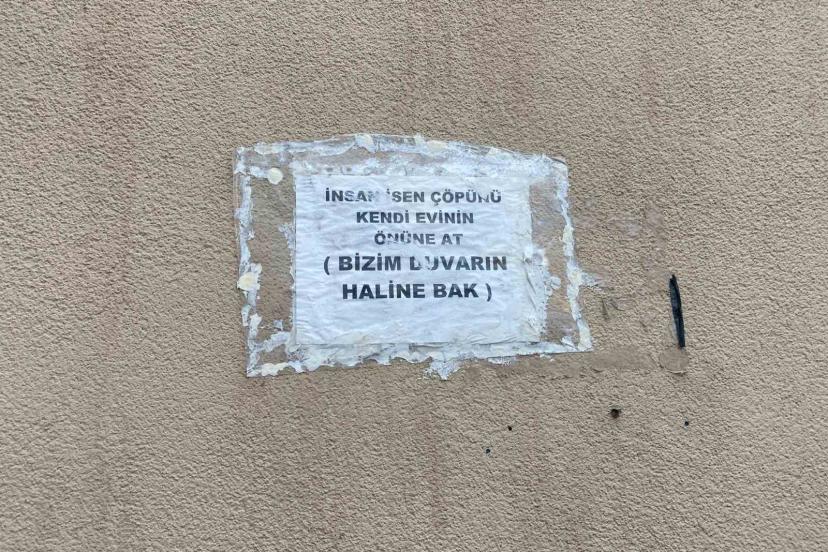 İNSAN İSEN ÇÖPÜNÜ
KENDİ EVİNİN
ÖNÜNE AT
( BİZİM DUVARIN
HALİNE BAK )